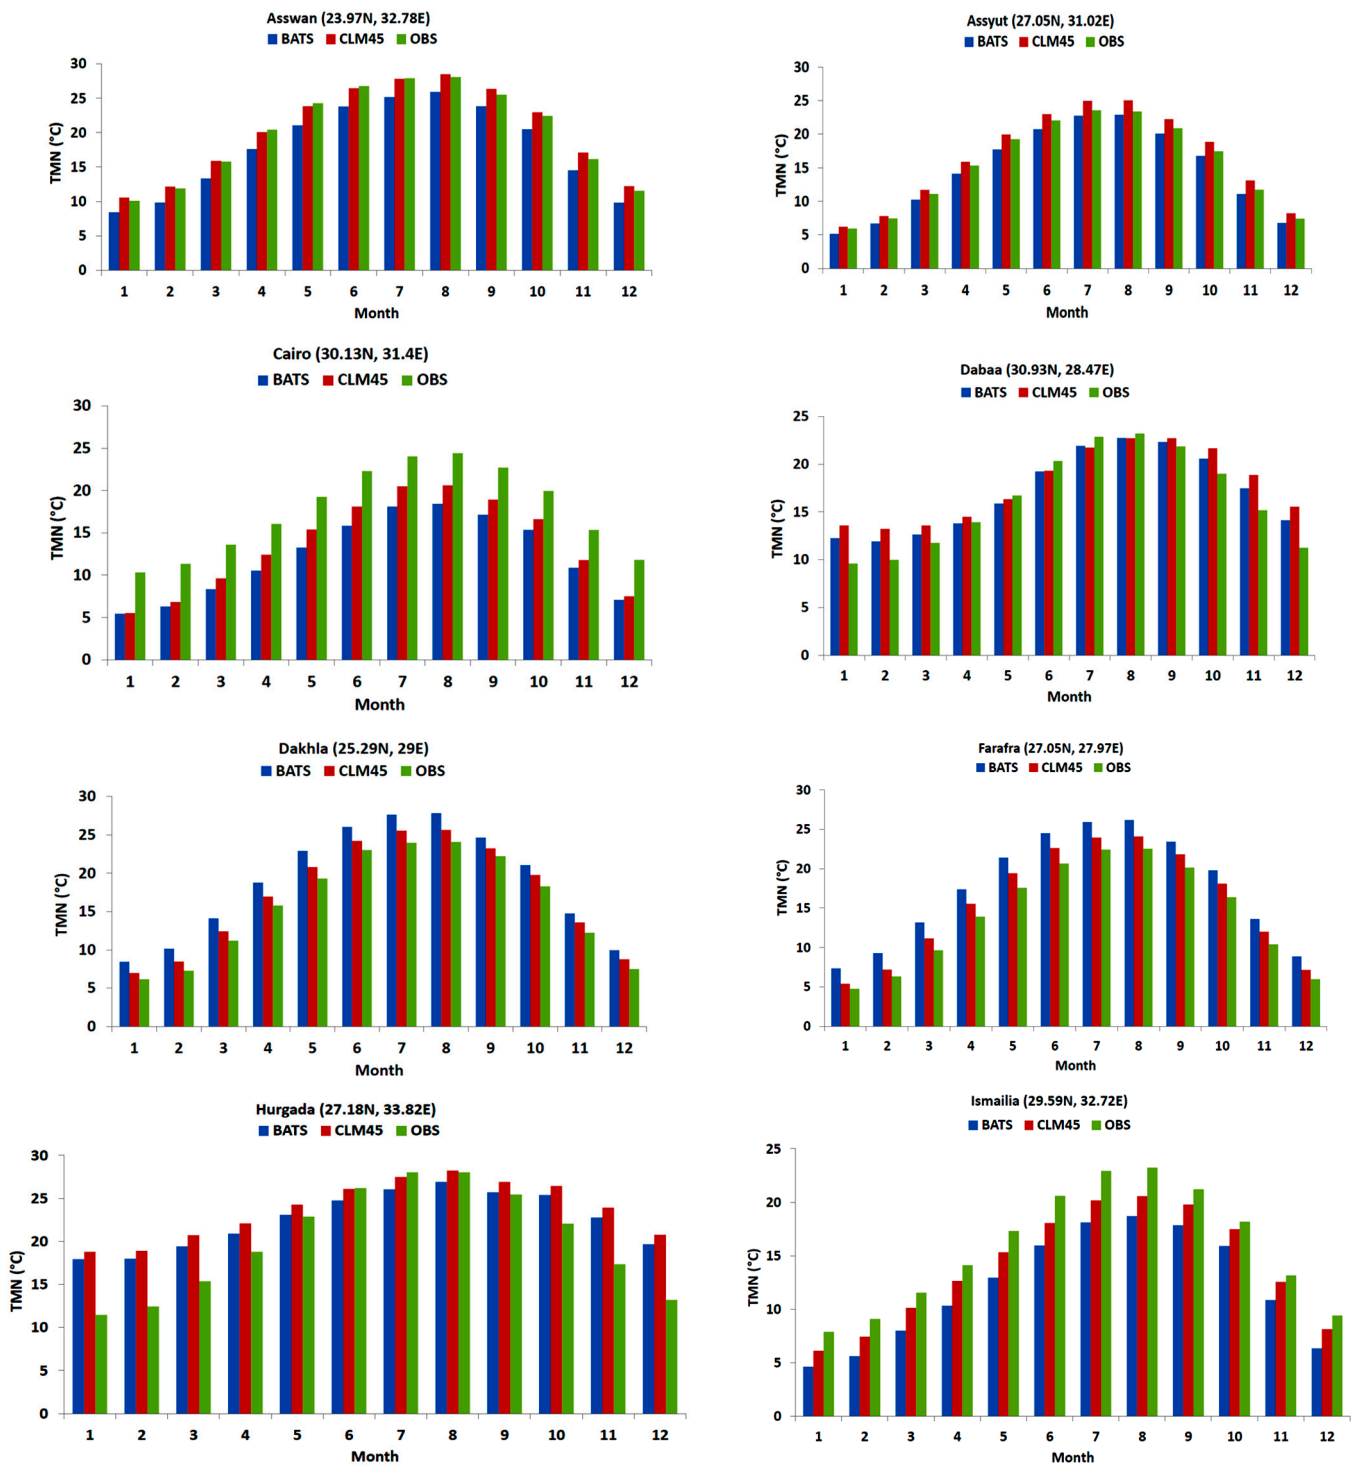 Asswan (23.97N, 32.78E)
BATS CLM45 OBS
TMN (°C)
30
25
20
15
10
5
0
1 2 3 4 5 6 7 8 9 10 11 12
Month
Assyut (27.05N, 31.02E)
BATS CLM45 OBS
TMN (°C)
30
25
20
15
10
5
0
1 2 3 4 5 6 7 8 9 10 11 12
Month
Cairo (30.13N, 31.4E)
BATS CLM45 OBS
TMN (°C)
30
25
20
15
10
5
0
1 2 3 4 5 6 7 8 9 10 11 12
Month
Dabaa (30.93N, 28.47E)
BATS CLM45 OBS
TMN (°C)
25
20
15
10
5
0
1 2 3 4 5 6 7 8 9 10 11 12
Month
Dakhla (25.29N, 29E)
BATS CLM45 OBS
TMN (°C)
30
25
20
15
10
5
0
1 2 3 4 5 6 7 8 9 10 11 12
Month
Farafra (27.05N, 27.97E)
BATS CLM45 OBS
TMN (°C)
30
25
20
15
10
5
0
1 2 3 4 5 6 7 8 9 10 11 12
Month
Hurgada (27.18N, 33.82E)
BATS CLM45 OBS
TMN (°C)
30
25
20
15
10
5
0
1 2 3 4 5 6 7 8 9 10 11 12
Month
Ismailia (29.59N, 32.72E)
BATS CLM45 OBS
TMN (°C)
25
20
15
10
5
0
1 2 3 4 5 6 7 8 9 10 11 12
Month